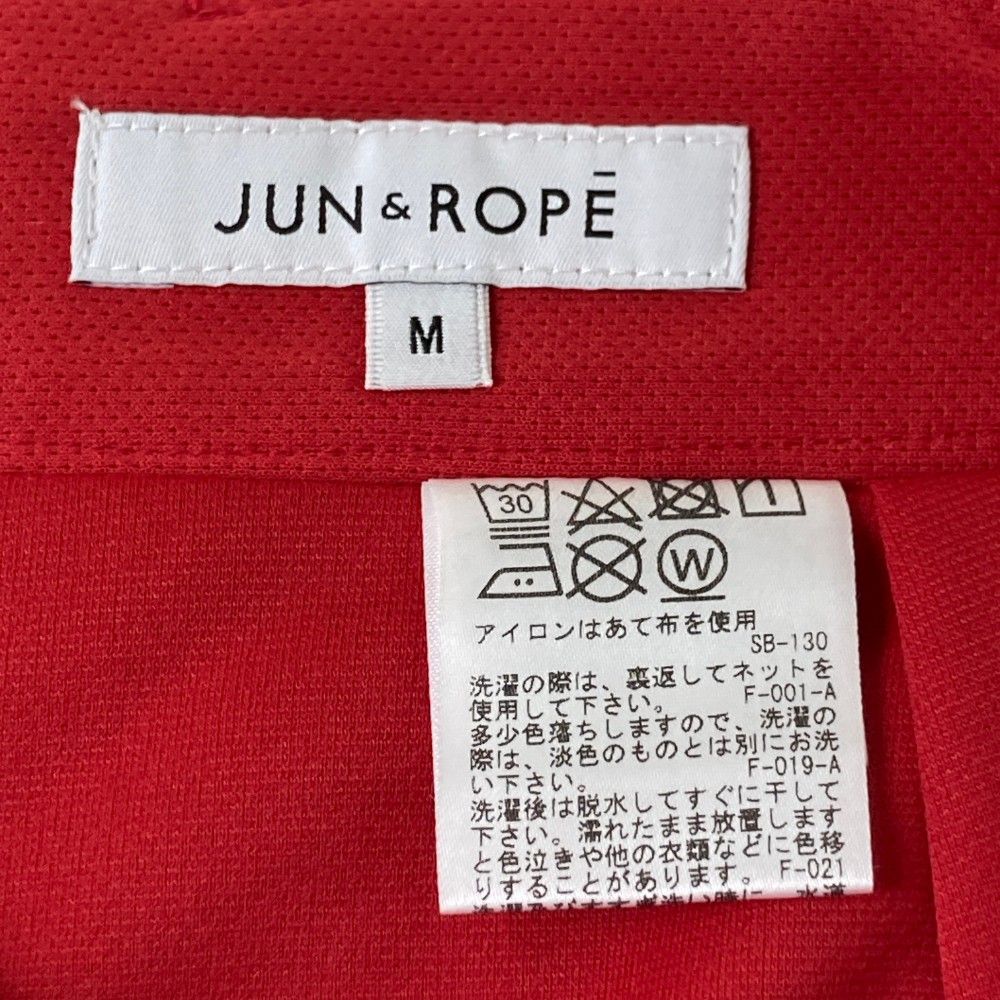 JUN & ROPĒ
M
30
W
アイロンはあて布を使用
SB-130
洗濯の際は、裏返してネットを
使用して下さい。 F-001-A
多少色落ちしますので、洗濯の
際は、淡色のものとは別にお洗
い下さい。 F-019-A
洗濯後は脱水してすぐに干して
下さい。濡れたまま放置します
と色泣きや他の衣類などに色移
りすることがあります。 F-021